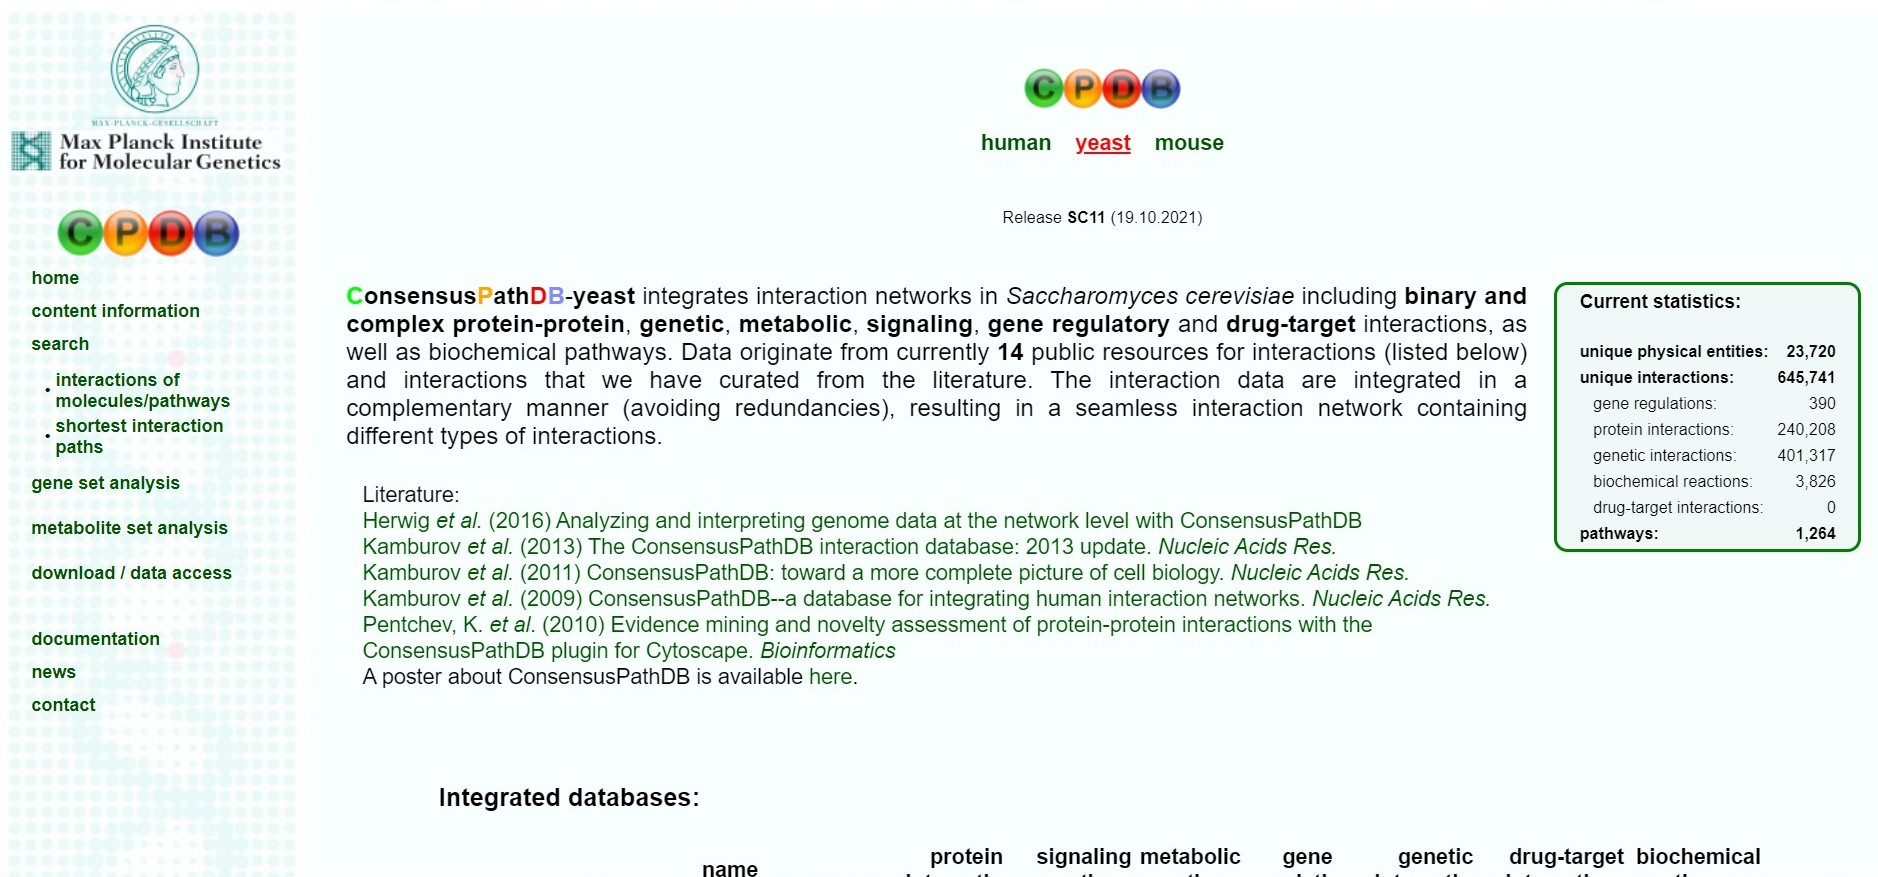 MAX-PLANCK-GESELLSCHAFT
Max Planck Institute
for Molecular Genetics
C P D B
home
content information
search
interactions of
molecules/pathways
shortest interaction
paths
gene set analysis
metabolite set analysis
download / data access
documentation
news
contact
C P D B
human yeast mouse
Release SC11 (19.10.2021)
ConsensusPathDB-yeast integrates interaction networks in Saccharomyces cerevisiae including binary and
complex protein-protein, genetic, metabolic, signaling, gene regulatory and drug-target interactions, as
well as biochemical pathways. Data originate from currently 14 public resources for interactions (listed below)
and interactions that we have curated from the literature. The interaction data are integrated in a
complementary manner (avoiding redundancies), resulting in a seamless interaction network containing
different types of interactions.
Literature:
Herwig et al. (2016) Analyzing and interpreting genome data at the network level with ConsensusPathDB
Kamburov et al. (2013) The ConsensusPathDB interaction database: 2013 update. Nucleic Acids Res.
Kamburov et al. (2011) ConsensusPathDB: toward a more complete picture of cell biology. Nucleic Acids Res.
Kamburov et al. (2009) ConsensusPathDB--a database for integrating human interaction networks. Nucleic Acids Res.
Pentchev, K. et al. (2010) Evidence mining and novelty assessment of protein-protein interactions with the
ConsensusPathDB plugin for Cytoscape. Bioinformatics
A poster about ConsensusPathDB is available here.
Current statistics:
unique physical entities: 23,720
unique interactions: 645,741
gene regulations: 390
protein interactions: 240,208
genetic interactions: 401,317
biochemical reactions: 3,826
drug-target interactions: 0
pathways: 1,264
Integrated databases:
protein signaling metabolic gene genetic drug-target biochemical
name